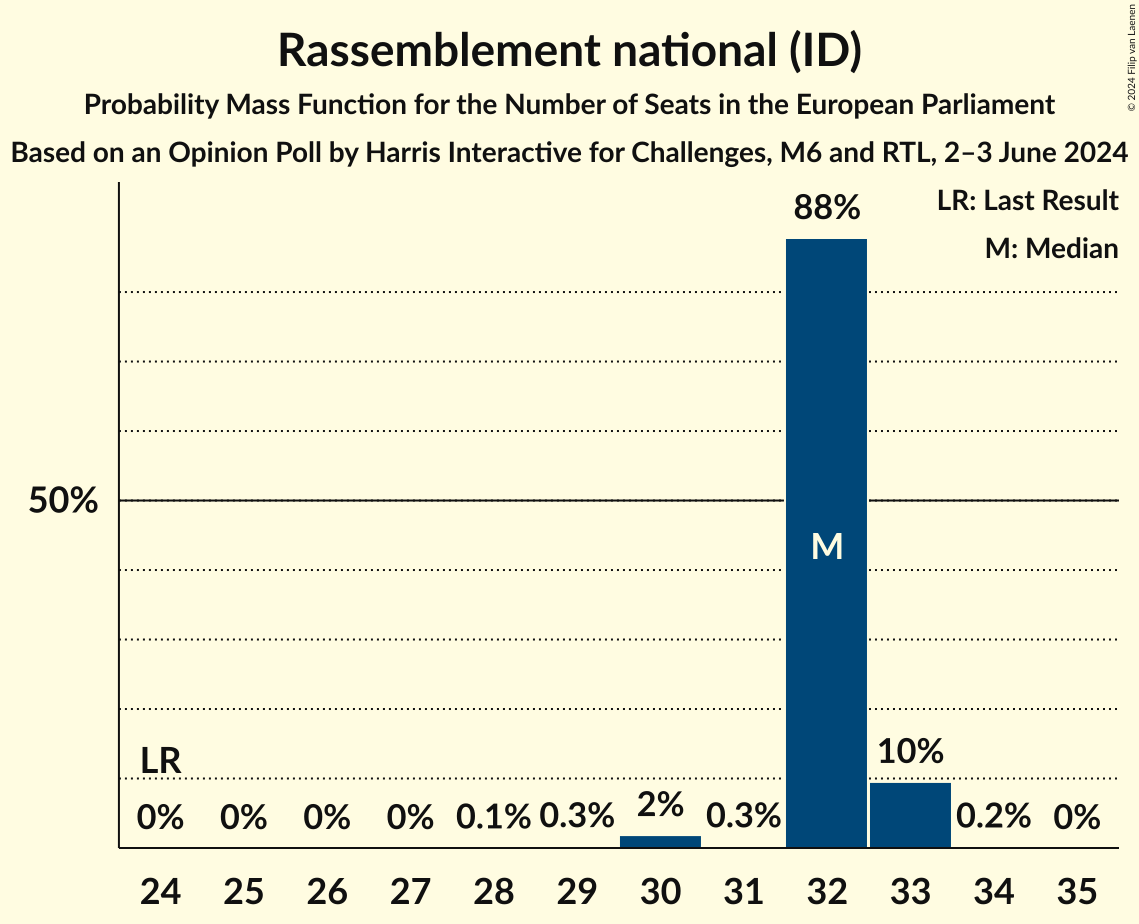 Rassemblement national (ID)
Probability Mass Function for the Number of Seats in the European Parliament
Based on an Opinion Poll by Harris Interactive for Challenges, M6 and RTL, 2–3 June 2024
© 2024 Filip van Laenen
LR: Last Result
M: Median
88%
50%
M
LR
10%
0% 0% 0% 0% 0.1% 0.3% 2% 0.3% 0.2% 0%
24 25 26 27 28 29 30 31 32 33 34 35